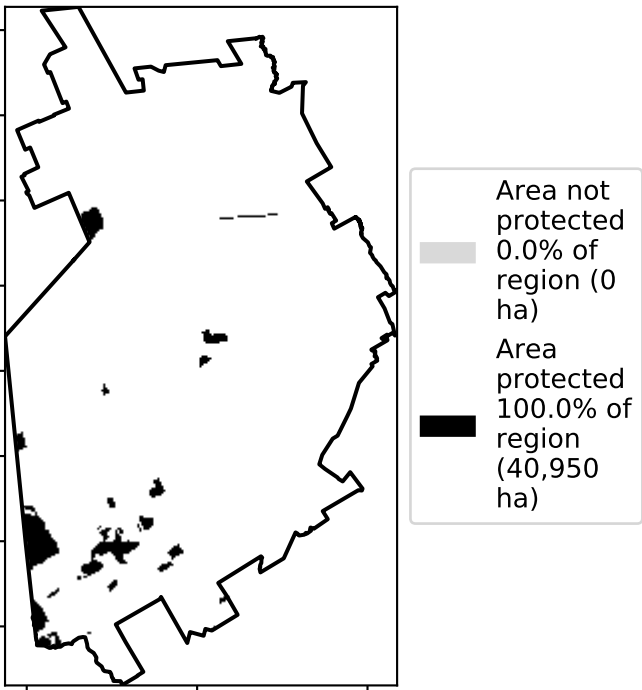 Area not
protected
0.0% of
region (0
ha)
Area
protected
100.0% of
region
(40,950
ha)